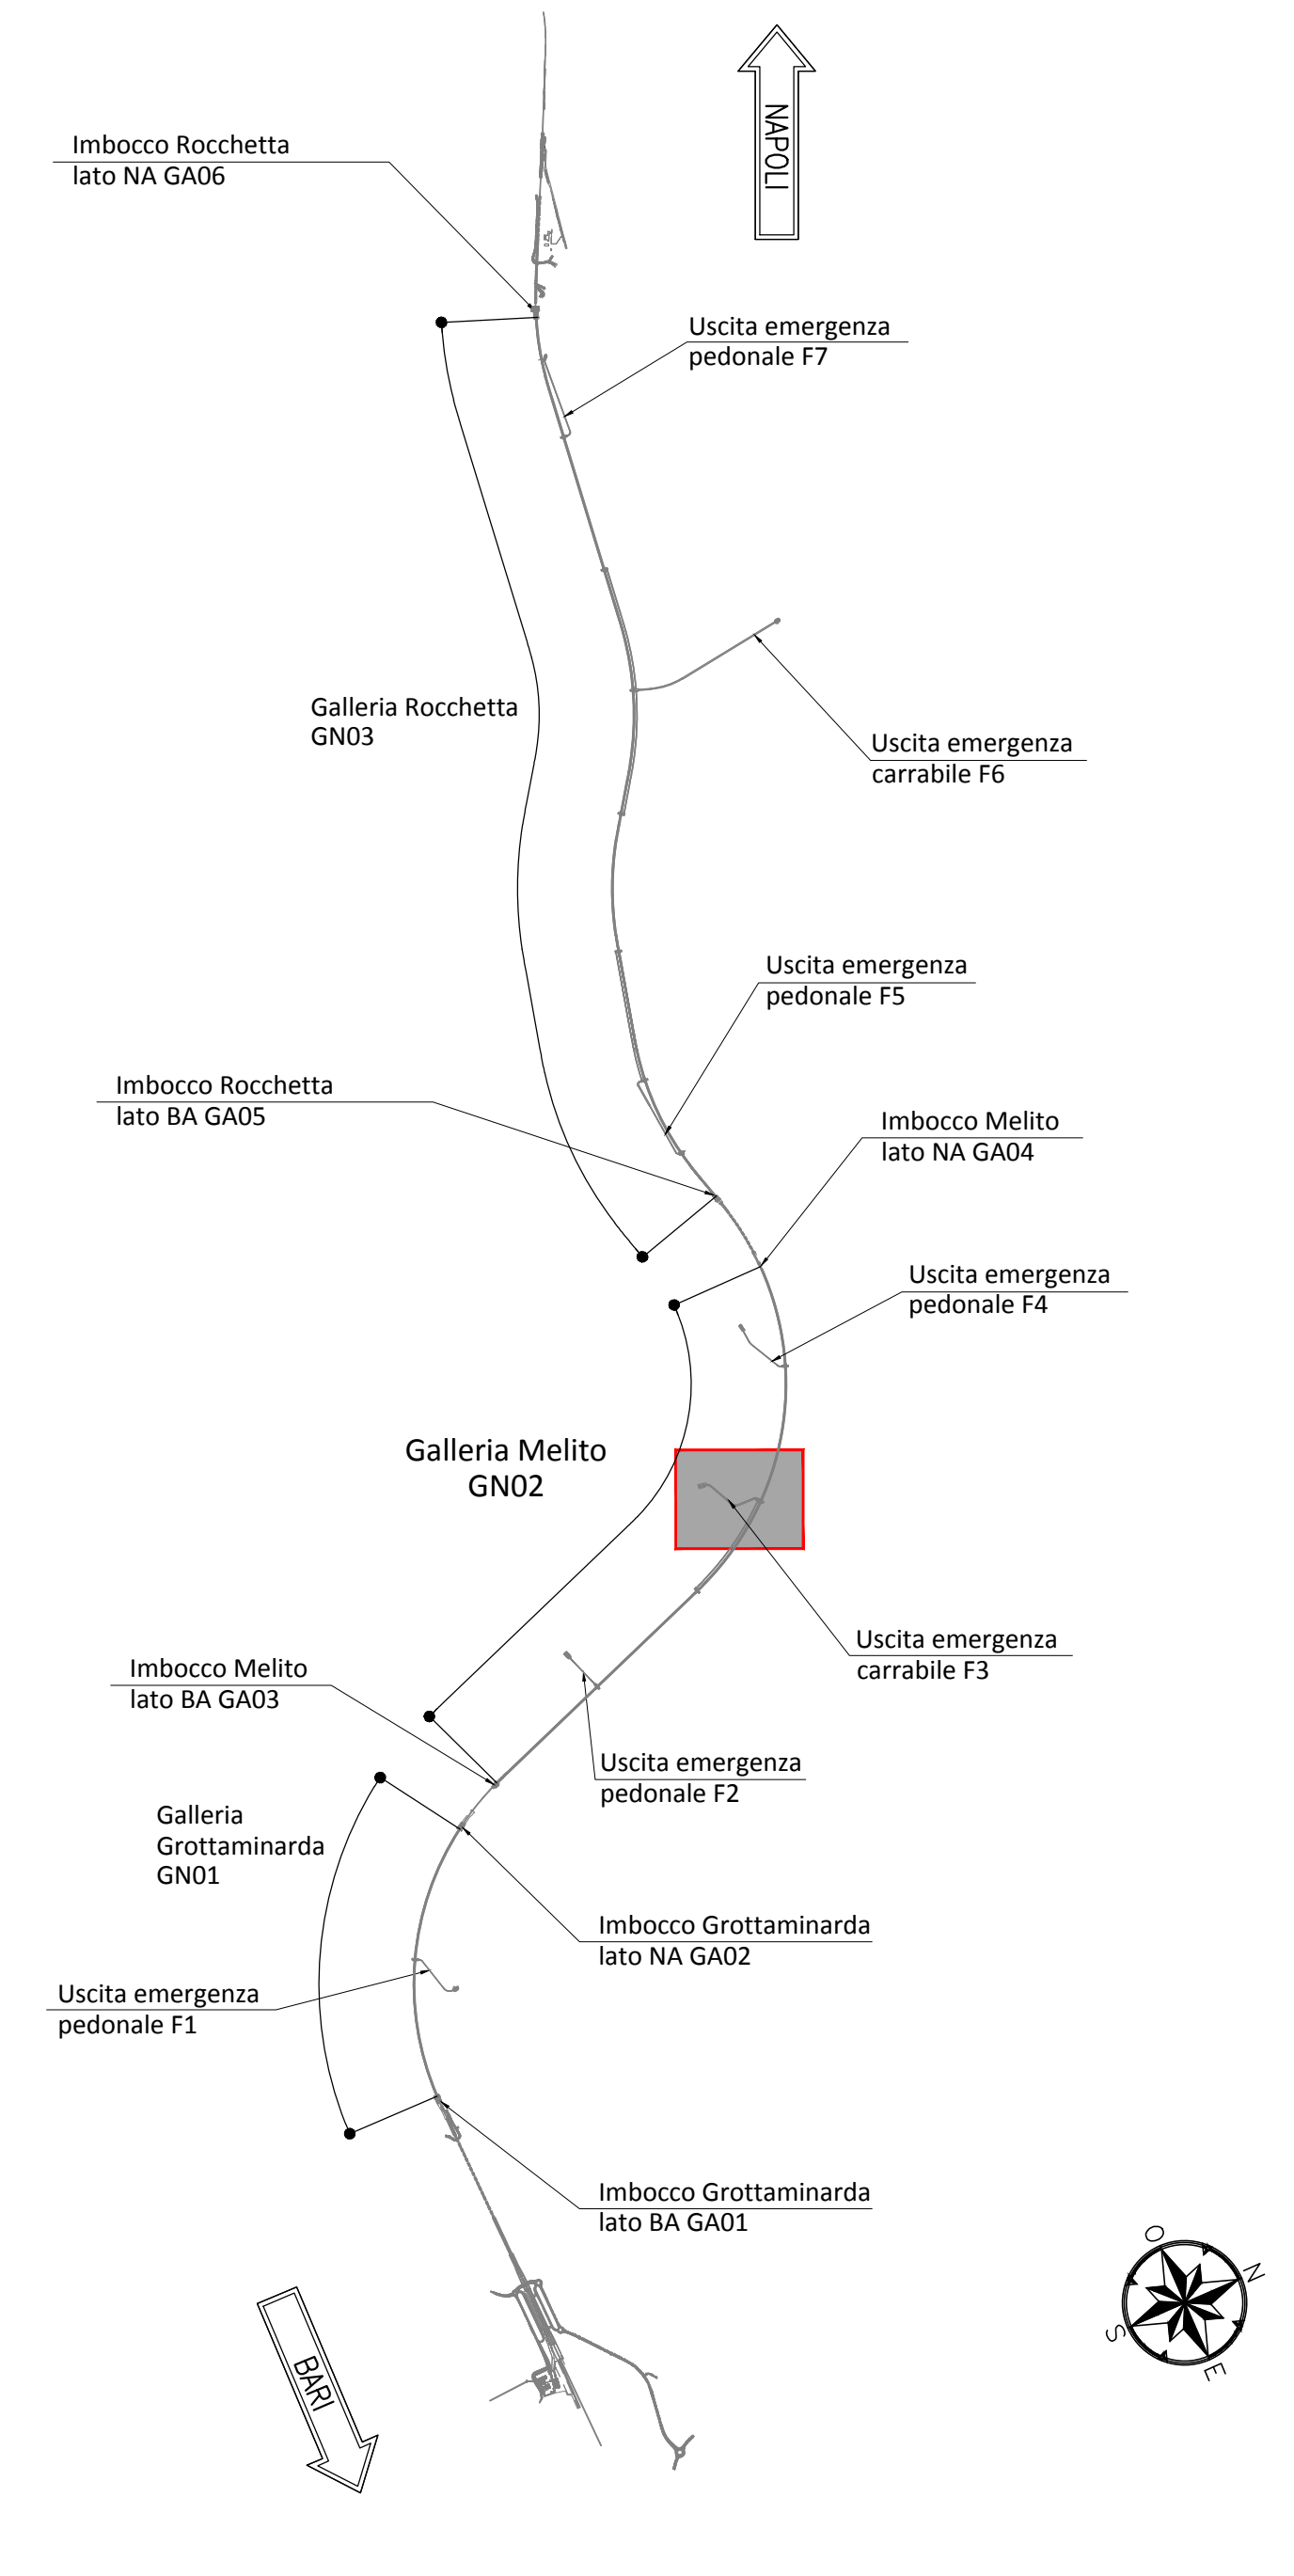 NAPOLI
Imbocco Rocchetta
lato NA GA06
Uscita emergenza
pedonale F7
Galleria Rocchetta
GN03
Uscita emergenza
carrabile F6
Uscita emergenza
pedonale F5
Imbocco Rocchetta
lato BA GA05
Imbocco Melito
lato NA GA04
Uscita emergenza
pedonale F4
Galleria Melito
GN02
Uscita emergenza
carrabile F3
Imbocco Melito
lato BA GA03
Uscita emergenza
pedonale F2
Galleria
Grottaminarda
GN01
Imbocco Grottaminarda
lato NA GA02
Uscita emergenza
pedonale F1
Imbocco Grottaminarda
lato BA GA01
O
N
S
E
BARI